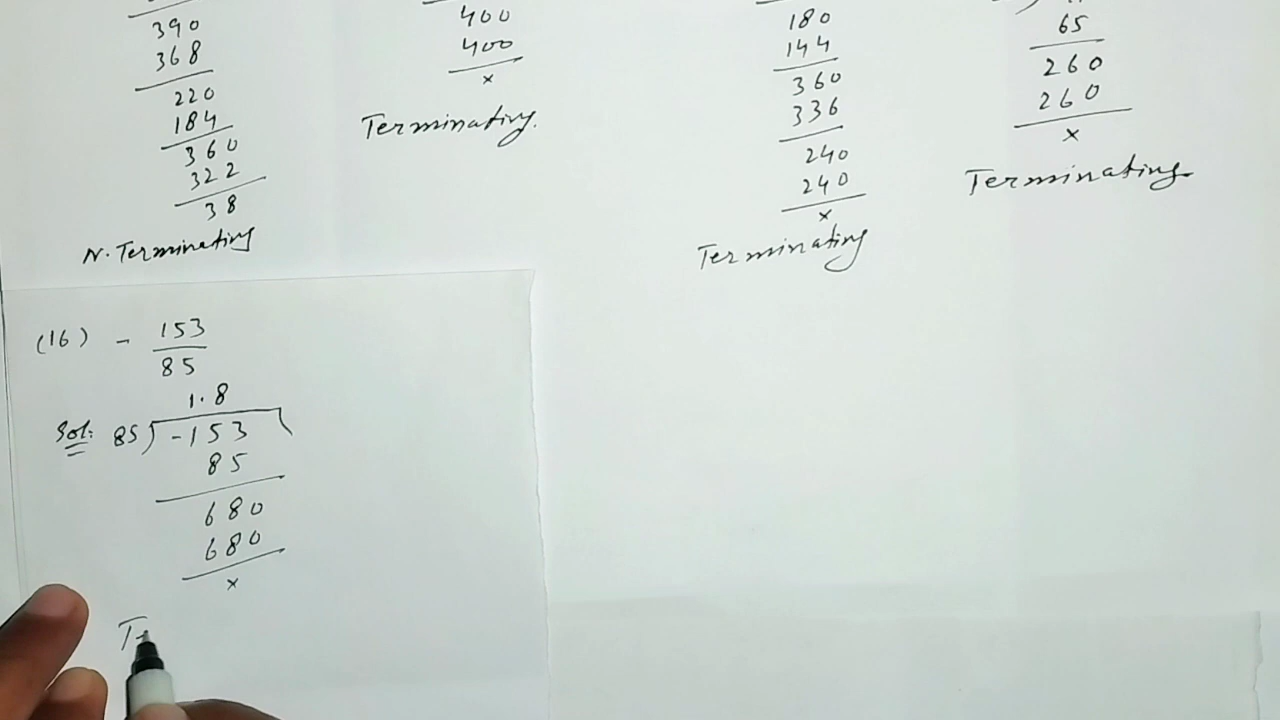 390
368
220
184
360
322
38
N. Terminating
400
400
x
Terminating.
180
144
360
336
240
240
x
Terminating
65
260
260
x
Terminating
(16) - 153
85
1.8
Sol: 85) -153
85
680
680
x
T